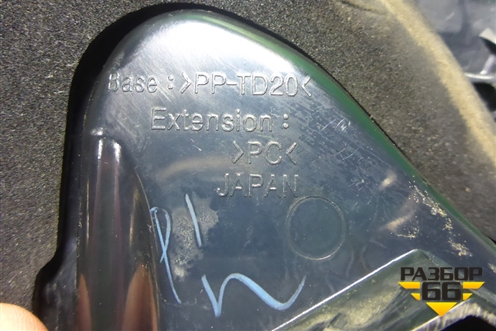 Base : >PP-TD20<
Extension :
>PC<
JAPAN
РАЗБОР
66